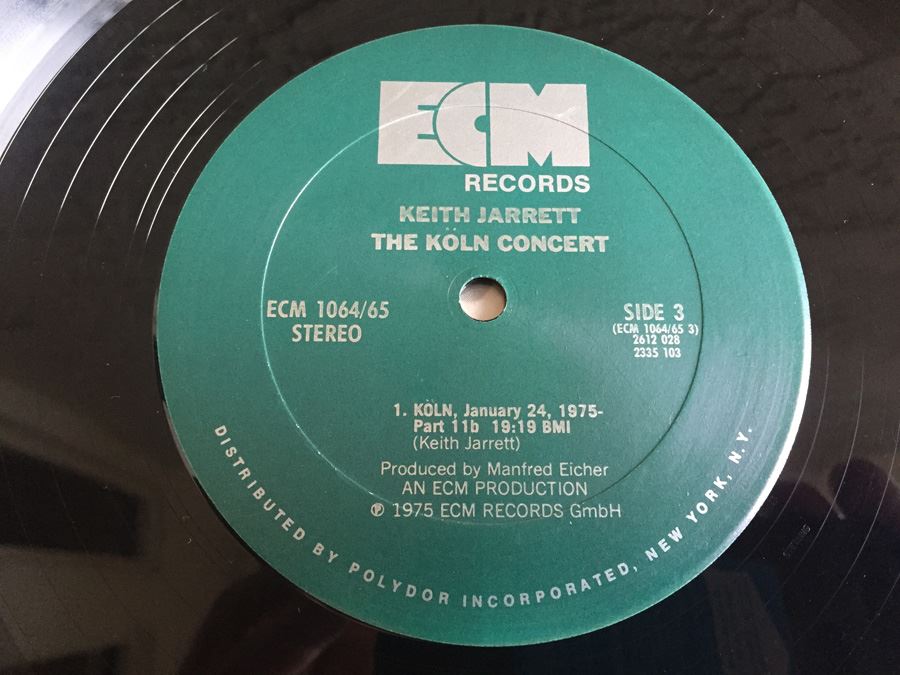 ECM
RECORDS
KEITH JARRETT
THE KÖLN CONCERT
ECM 1064/65
STEREO
SIDE 3
(ECM 1064/65 3)
2612 028
2335 103
1. KÖLN, January 24, 1975-
Part 11b 19:19 BMI
(Keith Jarrett)
Produced by Manfred Eicher
AN ECM PRODUCTION
℗ 1975 ECM RECORDS GmbH
DISTRIBUTED BY POLYDOR INCORPORATED, NEW YORK, N.Y.